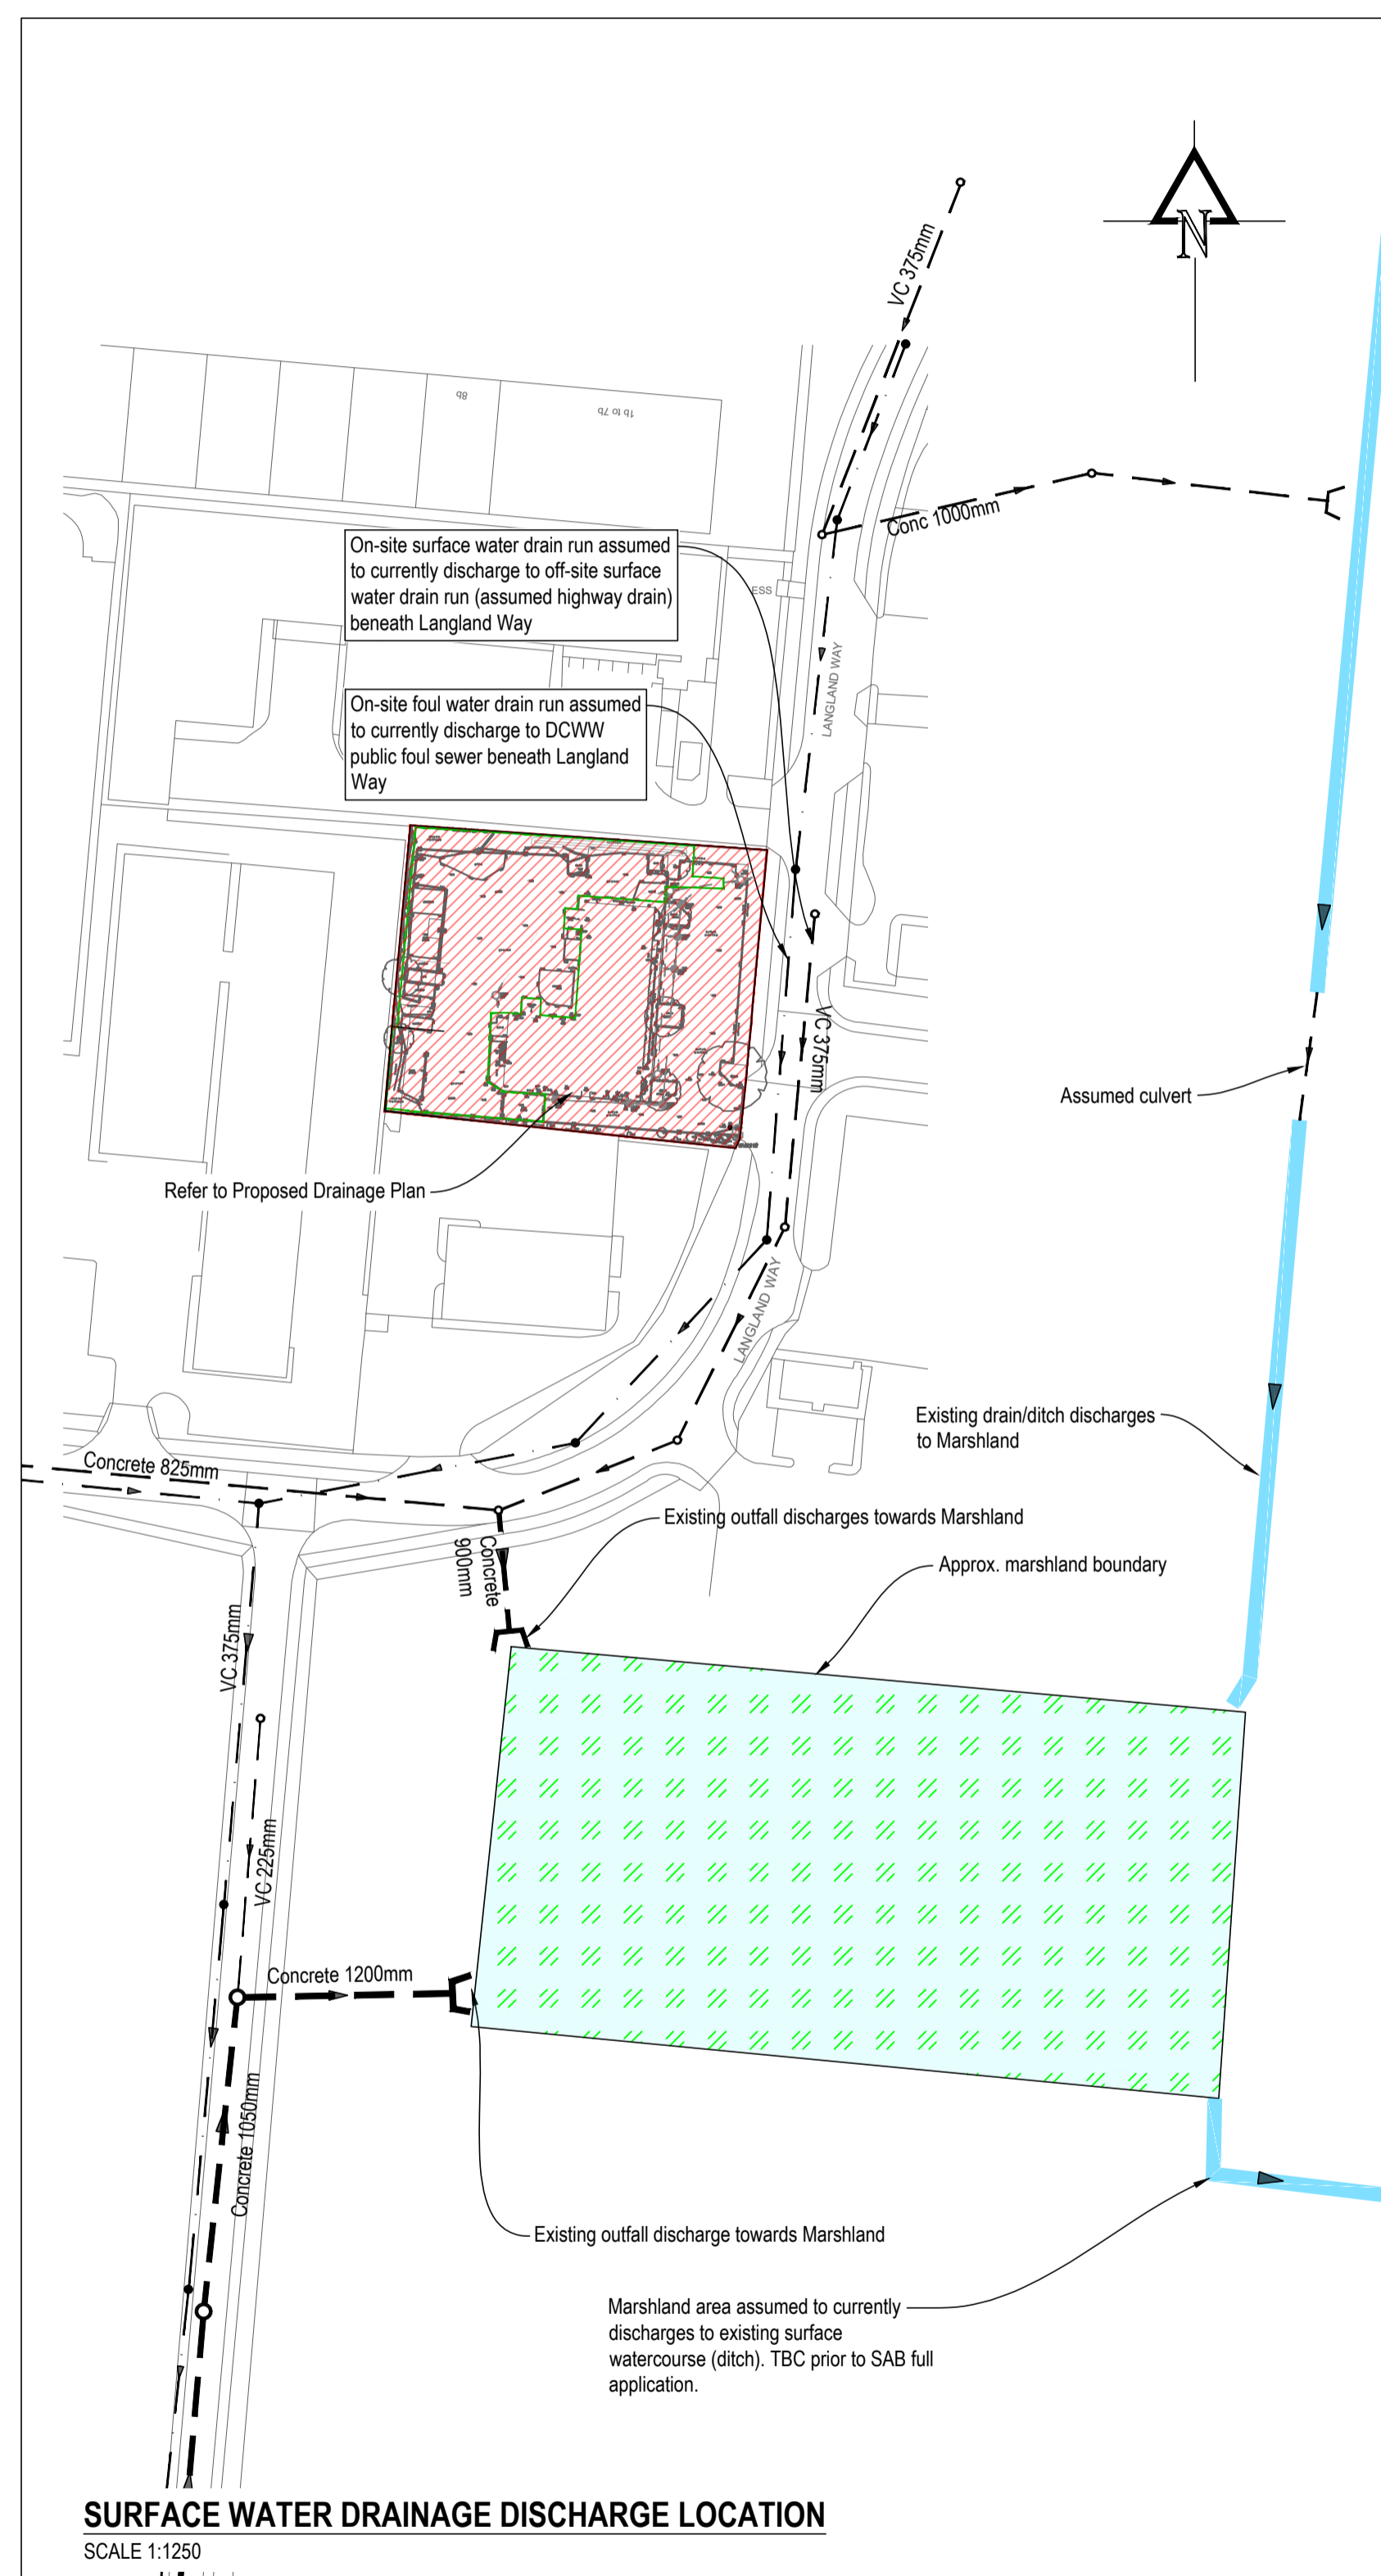 N
VC 375mm
8b
1b to 7b
Conc 1000mm
On-site surface water drain run assumed
to currently discharge to off-site surface
water drain run (assumed highway drain)
beneath Langland Way
ESS
LANGLAND WAY
On-site foul water drain run assumed
to currently discharge to DCWW
public foul sewer beneath Langland
Way
VC 375mm
Assumed culvert
Refer to Proposed Drainage Plan
LANGLAND WAY
Existing drain/ditch discharges
to Marshland
Concrete 825mm
Existing outfall discharges towards Marshland
Concrete
900mm
Approx. marshland boundary
VC 375mm
VC 225mm
Concrete 1200mm
Concrete 1050mm
Existing outfall discharge towards Marshland
Marshland area assumed to currently
discharges to existing surface
watercourse (ditch). TBC prior to SAB full
application.
SURFACE WATER DRAINAGE DISCHARGE LOCATION
SCALE 1:1250